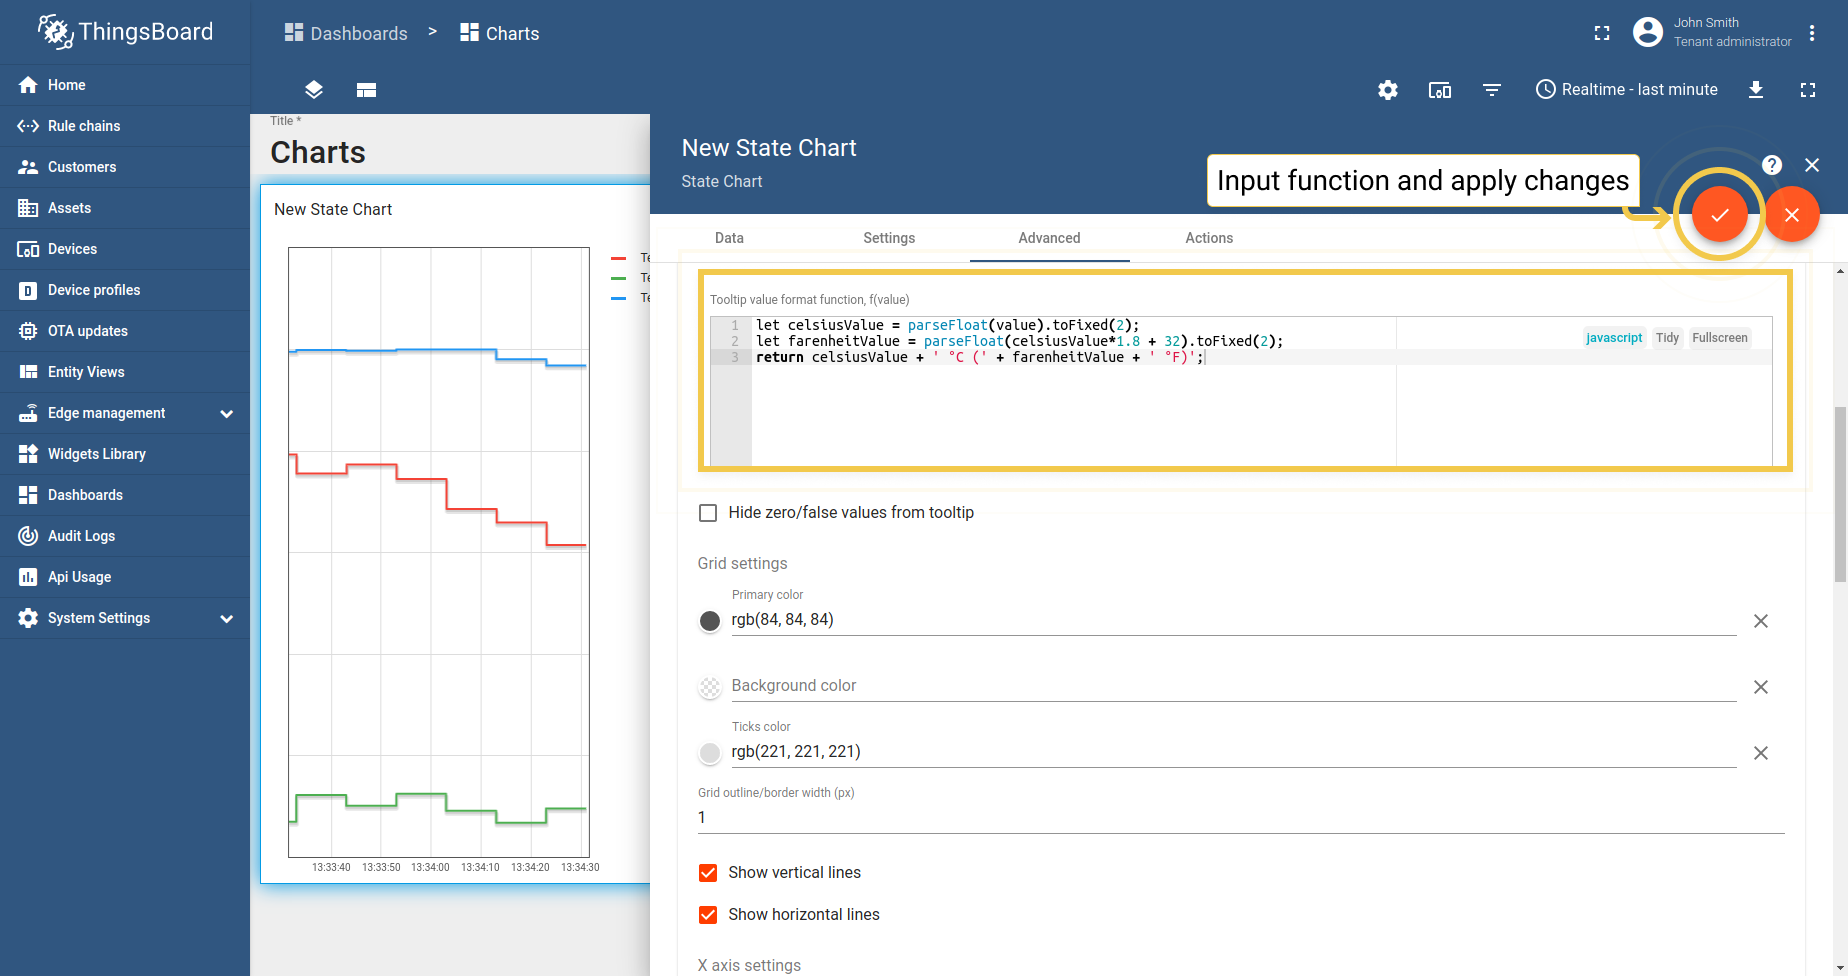 ThingsBoard
Dashboards > Charts
John Smith
Tenant administrator
Realtime - last minute
Home
Rule chains
Customers
Assets
Devices
Device profiles
OTA updates
Entity Views
Edge management
Widgets Library
Dashboards
Audit Logs
Api Usage
System Settings
Title *
Charts
New State Chart
13:33:40 13:33:50 13:34:00 13:34:10 13:34:20 13:34:30
New State Chart
State Chart
Input function and apply changes
Data Settings Advanced Actions
Tooltip value format function, f(value)
1 let celsiusValue = parseFloat(value).toFixed(2);
2 let farenheitValue = parseFloat(celsiusValue*1.8 + 32).toFixed(2);
3 return celsiusValue + ' °C (' + farenheitValue + ' °F)';
javascript Tidy Fullscreen
Hide zero/false values from tooltip
Grid settings
Primary color
rgb(84, 84, 84)
Background color
Ticks color
rgb(221, 221, 221)
Grid outline/border width (px)
1
Show vertical lines
Show horizontal lines
X axis settings